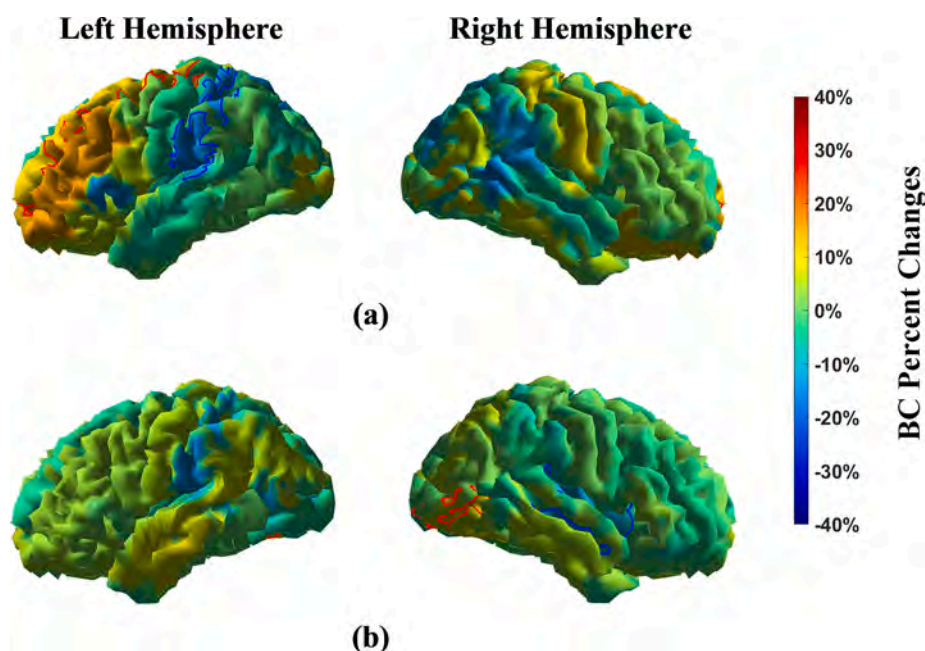 Left Hemisphere
Right Hemisphere
40%
30%
20%
10%
0%
-10%
-20%
-30%
-40%
BC Percent Changes
(a)
(b)